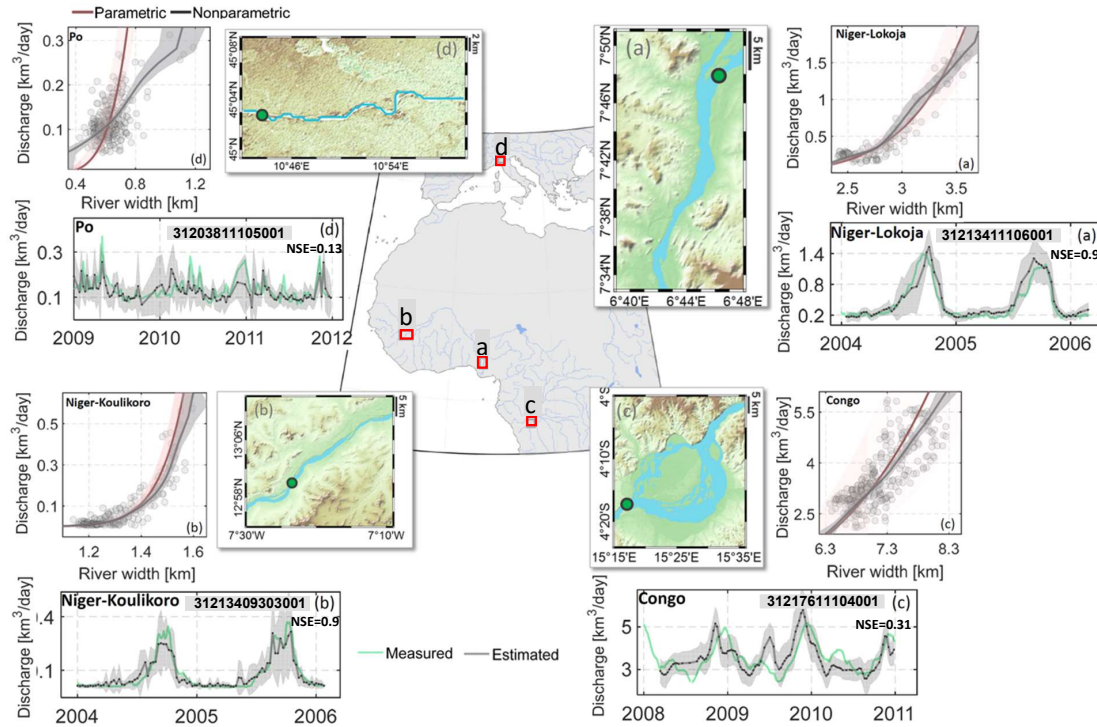 Parametric Nonparametric
Po
0.3
0.2
0.1
Discharge [km³/day]
(d)
0.4 0.8 1.2
River width [km]
(d)
2 km
45°08'N
45°04'N
45°N
10°46'E 10°54'E
(a)
5 km
7°50'N
7°46'N
7°42'N
7°38'N
7°34'N
6°40'E 6°44'E 6°48'E
Niger-Lokoja
1.5
1
0.5
Discharge [km³/day]
(a)
2.5 3 3.5
River width [km]
Po
31203811105001
(d)
NSE=0.13
0.3
0.1
Discharge [km³/day]
2009 2010 2011 2012
d
b
a
c
Niger-Lokoja
31213411106001
(a)
NSE=0.9
1.4
0.8
0.2
Discharge [km³/day]
2004 2005 2006
Niger-Koulikoro
0.5
0.3
0.1
Discharge [km³/day]
(b)
1.2 1.4 1.6
River width [km]
(b)
5 km
13°06'N
12°58'N
7°30'W 7°10'W
(c)
5 km
4°S
4°10'S
4°20'S
15°15'E 15°25'E 15°35'E
Congo
5.5
4.5
3.5
2.5
Discharge [km³/day]
(c)
6.3 7.3 8.3
River width [km]
Niger-Koulikoro
31213409303001
(b)
NSE=0.9
0.4
0.1
Discharge [km³/day]
2004 2005 2006
Measured Estimated
Congo
31217611104001
(c)
NSE=0.31
5
3
Discharge [km³/day]
2008 2009 2010 2011